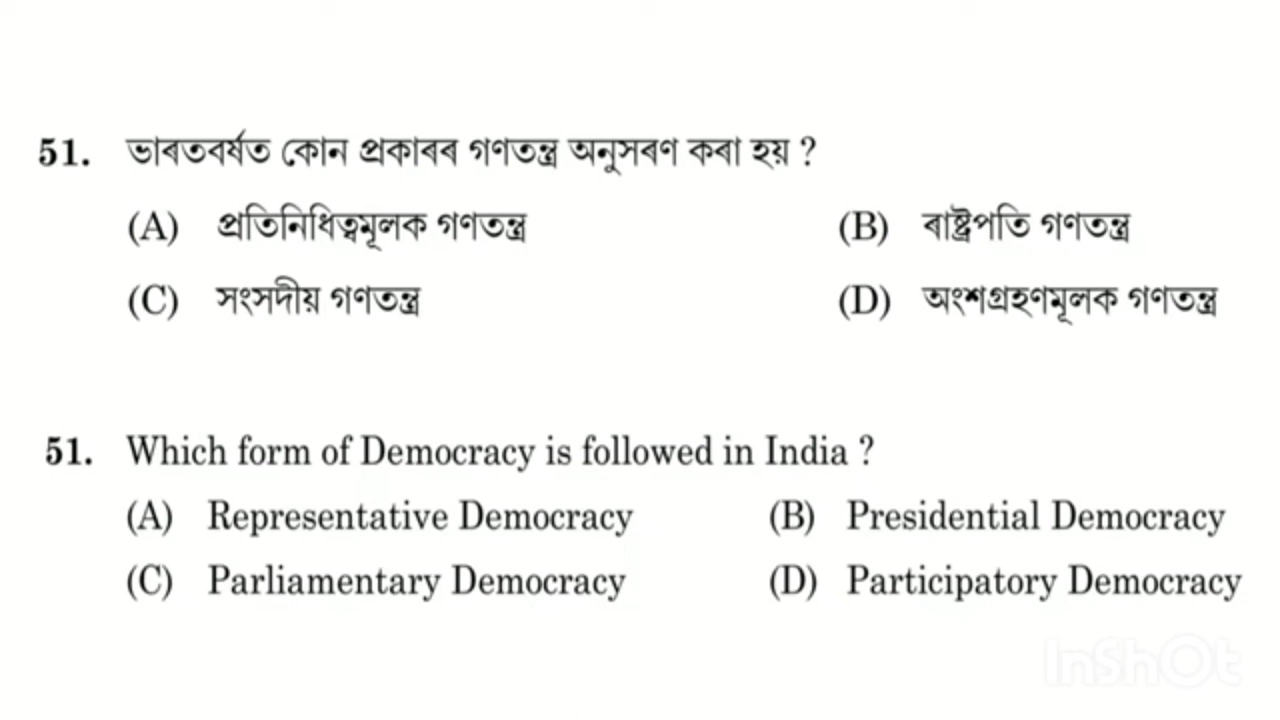 51. ভাৰতবৰ্ষত কোন প্ৰকাৰৰ গণতন্ত্ৰ অনুসৰণ কৰা হয় ?
(A) প্ৰতিনিধিত্বমূলক গণতন্ত্ৰ (B) ৰাষ্ট্ৰপতি গণতন্ত্ৰ
(C) সংসদীয় গণতন্ত্ৰ (D) অংশগ্ৰহণমূলক গণতন্ত্ৰ
51. Which form of Democracy is followed in India ?
(A) Representative Democracy (B) Presidential Democracy
(C) Parliamentary Democracy (D) Participatory Democracy
InShOt